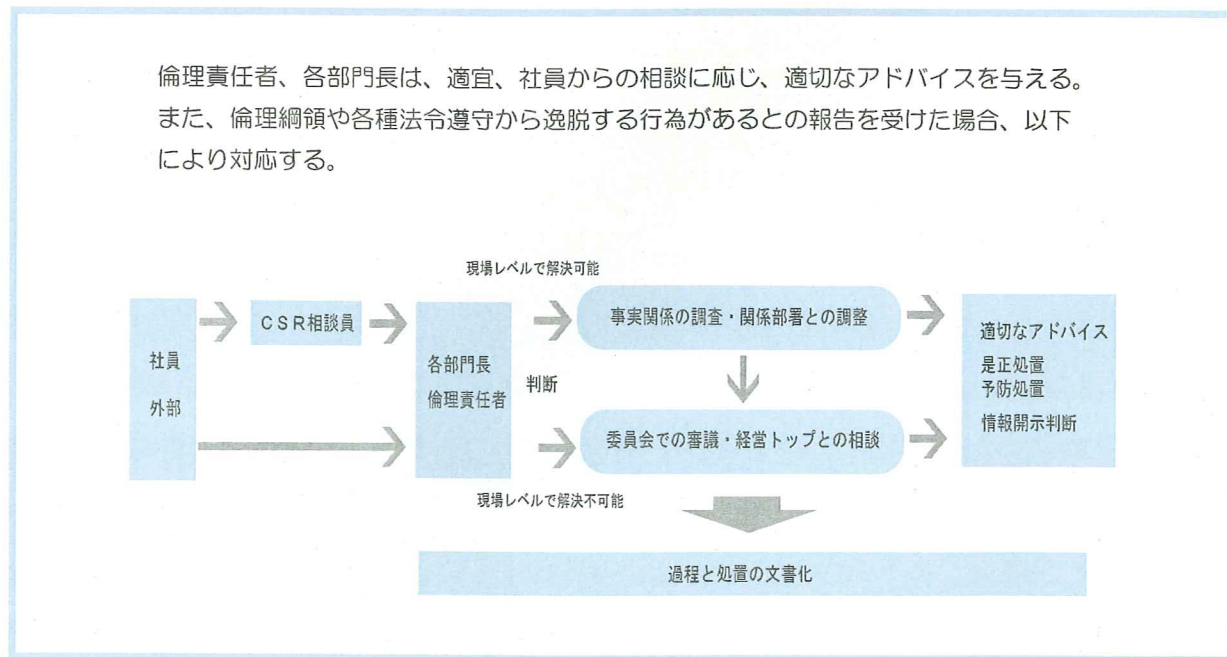 倫理責任者、各部門長は、適宜、社員からの相談に応じ、適切なアドバイスを与える。
また、倫理綱領や各種法令遵守から逸脱する行為があるとの報告を受けた場合、以下
により対応する。
現場レベルで解決可能
社員
外部
CSR相談員
各部門長
倫理責任者
判断
事実関係の調査・関係部署との調整
委員会での審議・経営トップとの相談
適切なアドバイス
是正処置
予防処置
情報開示判断
現場レベルで解決不可能
過程と処置の文書化